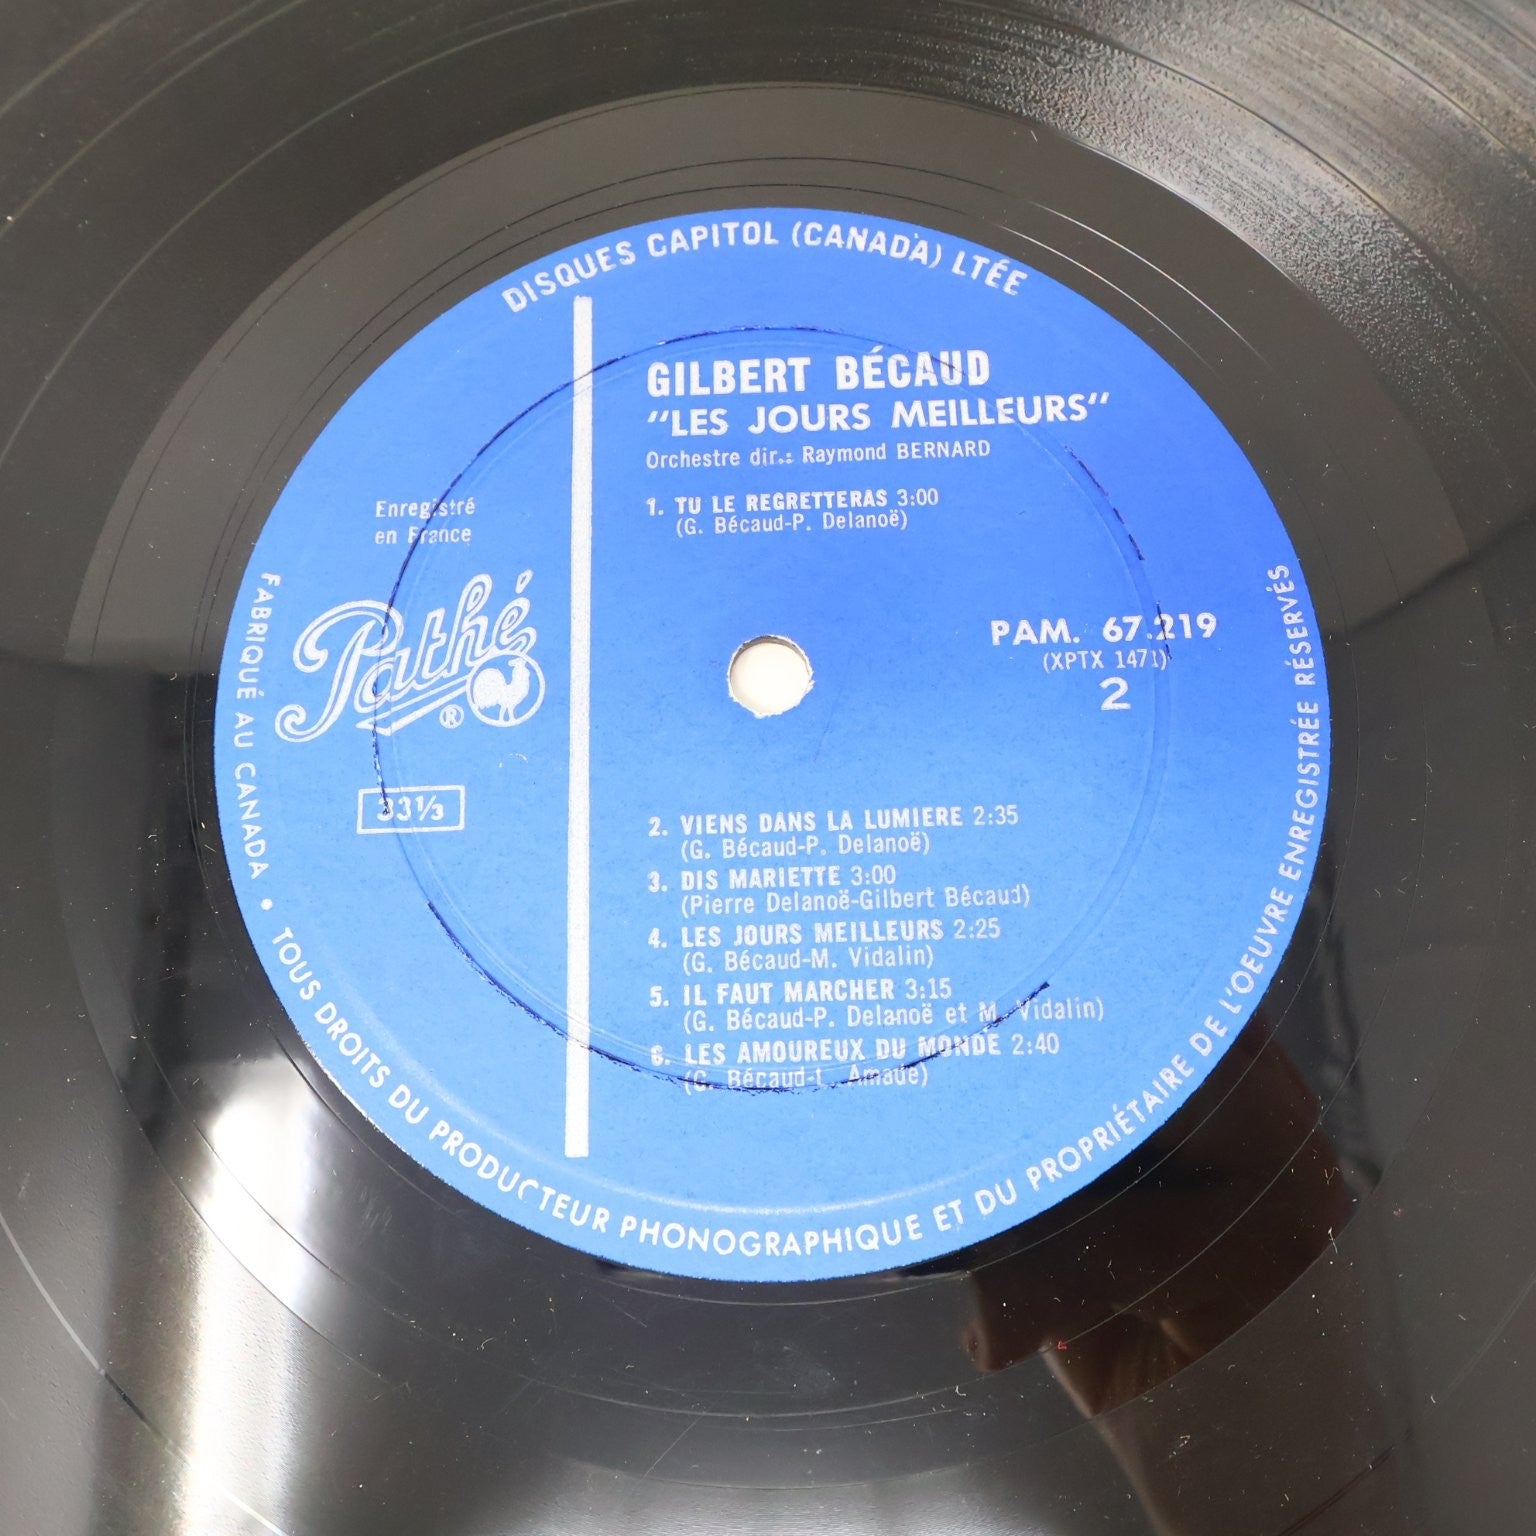 DISQUES CAPITOL (CANADA) LTÉE
GILBERT BÉCAUD
"LES JOURS MEILLEURS"
Orchestre dir.: Raymond BERNARD
1. TU LE REGRETTERAS 3:00
(G. Bécaud-P. Delanoë)
Enregistré
en France
Pathé
®
33⅓
PAM. 67.219
(XPTX 1471)
2
2. VIENS DANS LA LUMIERE 2:35
(G. Bécaud-P. Delanoë)
3. DIS MARIETTE 3:00
(Pierre Delanoë-Gilbert Bécaud)
4. LES JOURS MEILLEURS 2:25
(G. Bécaud-M. Vidalin)
5. IL FAUT MARCHER 3:15
(G. Bécaud-P. Delanoë et M. Vidalin)
6. LES AMOUREUX DU MONDE 2:40
(G. Bécaud-L. Amade)
FABRIQUÉ AU CANADA • TOUS DROITS DU PRODUCTEUR PHONOGRAPHIQUE ET DU PROPRIÉTAIRE DE L'OEUVRE ENREGISTRÉE RÉSERVÉS